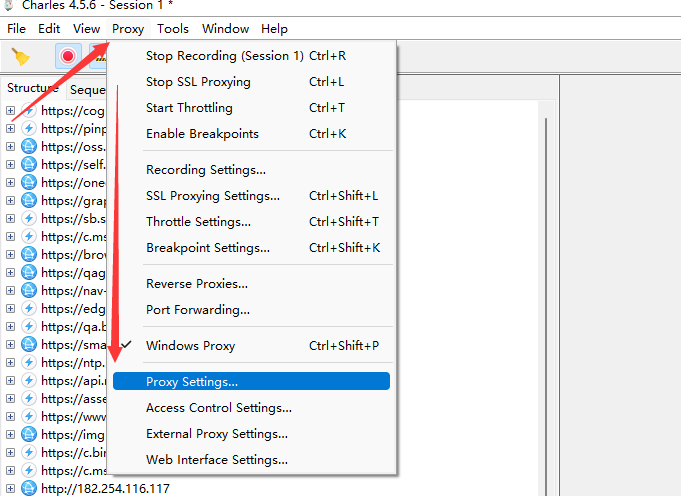 Charles 4.5.6 - Session 1 *
File Edit View Proxy Tools Window Help
Stop Recording (Session 1) Ctrl+R
Stop SSL Proxying Ctrl+L
Start Throttling Ctrl+T
Enable Breakpoints Ctrl+K
Recording Settings...
SSL Proxying Settings... Ctrl+Shift+L
Throttle Settings... Ctrl+Shift+T
Breakpoint Settings... Ctrl+Shift+K
Reverse Proxies...
Port Forwarding...
Windows Proxy Ctrl+Shift+P
Proxy Settings...
Access Control Settings...
External Proxy Settings...
Web Interface Settings...
Structure Seque
https://cog
https://pinp
https://oss.
https://self.
https://one
https://grap
https://sb.s
https://c.ms
https://brow
https://qag
https://nav-
https://edg
https://qa.b
https://sma
https://ntp.
https://api.r
https://asse
https://www
https://img
https://c.bin
https://c.ms
http://182.254.116.117